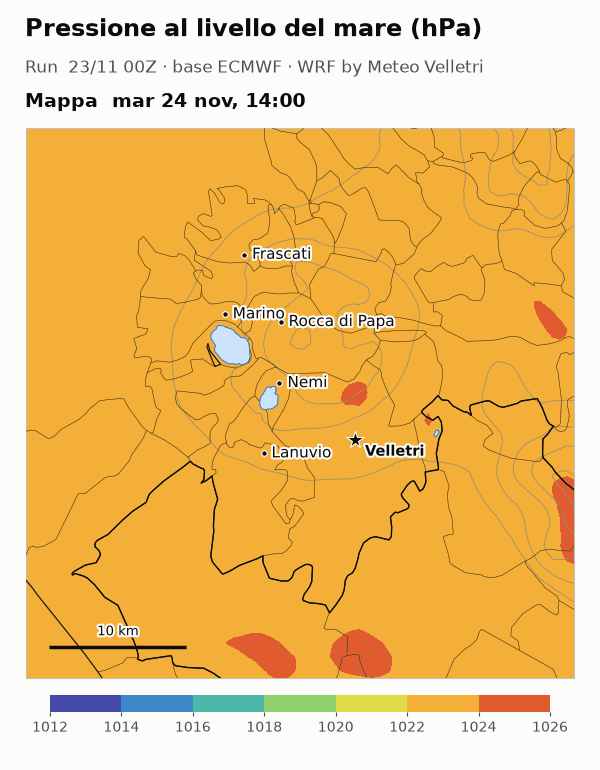 Pressione al livello del mare (hPa)
Run  23/11 00Z · base ECMWF · WRF by Meteo Velletri
Mappa  mar 24 nov, 14:00
Frascati
Marino
Rocca di Papa
Nemi
Velletri
Lanuvio
10 km
1012 1014 1016 1018 1020 1022 1024 1026